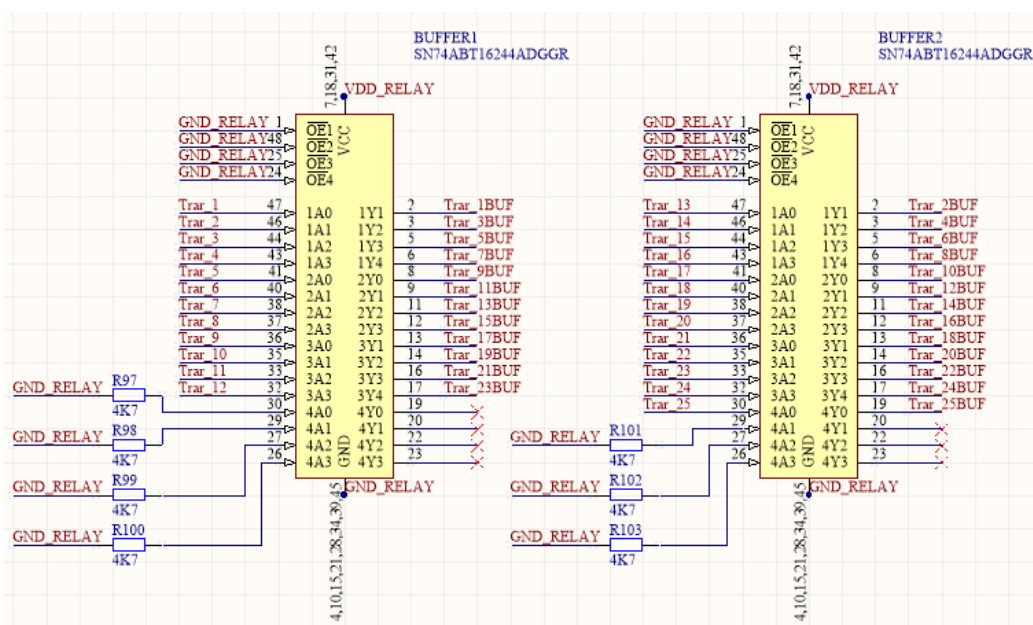 BUFFER1
SN74ABT16244ADGGR
7,18,31,42
VDD_RELAY
GND_RELAY 1 OE1 VCC
GND_RELAY 48 OE2
GND_RELAY 25 OE3
GND_RELAY 24 OE4
Trar_1 47 1A0 1Y1 2 Trar_1BUF
Trar_2 46 1A1 1Y2 3 Trar_3BUF
Trar_3 44 1A2 1Y3 5 Trar_5BUF
Trar_4 43 1A3 1Y4 6 Trar_7BUF
Trar_5 41 2A0 2Y0 8 Trar_9BUF
Trar_6 40 2A1 2Y1 9 Trar_11BUF
Trar_7 38 2A2 2Y2 11 Trar_13BUF
Trar_8 37 2A3 2Y3 12 Trar_15BUF
Trar_9 36 3A0 3Y1 13 Trar_17BUF
Trar_10 35 3A1 3Y2 14 Trar_19BUF
Trar_11 33 3A2 3Y3 16 Trar_21BUF
Trar_12 32 3A3 3Y4 17 Trar_23BUF
30 4A0 4Y0 19
29 4A1 4Y1 20
27 4A2 GND 4Y2 22
26 4A3 4Y3 23
GND_RELAY R97
4K7
GND_RELAY R98
4K7
GND_RELAY R99
4K7
GND_RELAY R100
4K7
GND_RELAY
4,10,15,21,28,34,39,45
BUFFER2
SN74ABT16244ADGGR
7,18,31,42
VDD_RELAY
GND_RELAY 1 OE1 VCC
GND_RELAY 48 OE2
GND_RELAY 25 OE3
GND_RELAY 24 OE4
Trar_13 47 1A0 1Y1 2 Trar_2BUF
Trar_14 46 1A1 1Y2 3 Trar_4BUF
Trar_15 44 1A2 1Y3 5 Trar_6BUF
Trar_16 43 1A3 1Y4 6 Trar_8BUF
Trar_17 41 2A0 2Y0 8 Trar_10BUF
Trar_18 40 2A1 2Y1 9 Trar_12BUF
Trar_19 38 2A2 2Y2 11 Trar_14BUF
Trar_20 37 2A3 2Y3 12 Trar_16BUF
Trar_21 36 3A0 3Y1 13 Trar_18BUF
Trar_22 35 3A1 3Y2 14 Trar_20BUF
Trar_23 33 3A2 3Y3 16 Trar_22BUF
Trar_24 32 3A3 3Y4 17 Trar_24BUF
Trar_25 30 4A0 4Y0 19 Trar_25BUF
29 4A1 4Y1 20
27 4A2 GND 4Y2 22
26 4A3 4Y3 23
GND_RELAY R101
4K7
GND_RELAY R102
4K7
GND_RELAY R103
4K7
GND_RELAY
4,10,15,21,28,34,39,45